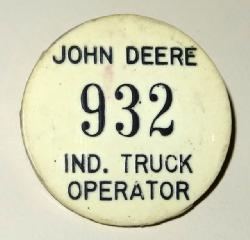 JOHN DEERE
932
IND. TRUCK
OPERATOR